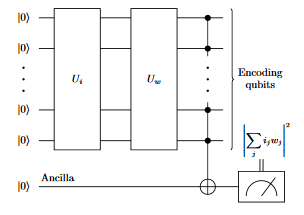 |0⟩
|0⟩
|0⟩
|0⟩
|0⟩
U_i
U_w
Encoding
qubits
|∑_j i_j w_j|²
Ancilla